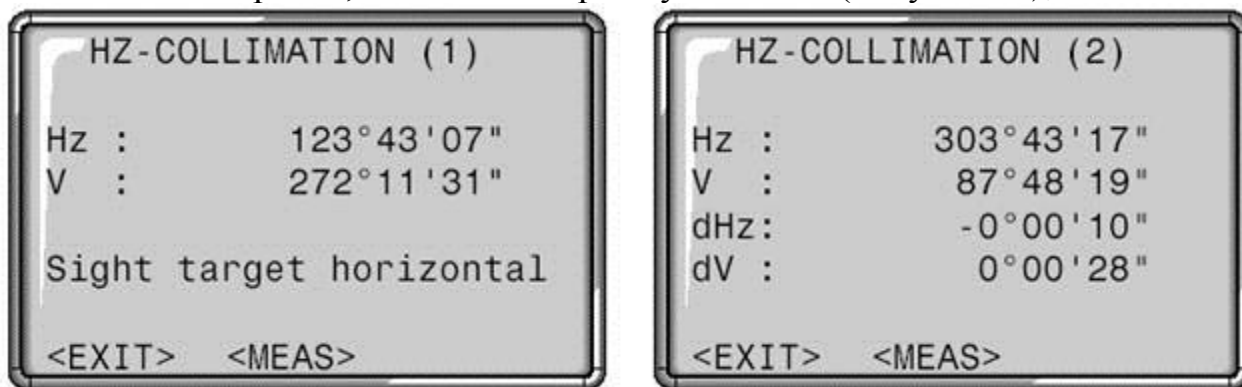 HZ-COLLIMATION (1)
Hz : 123°43'07"
V : 272°11'31"
Sight target horizontal
<EXIT> <MEAS>
HZ-COLLIMATION (2)
Hz : 303°43'17"
V : 87°48'19"
dHz: -0°00'10"
dV : 0°00'28"
<EXIT> <MEAS>